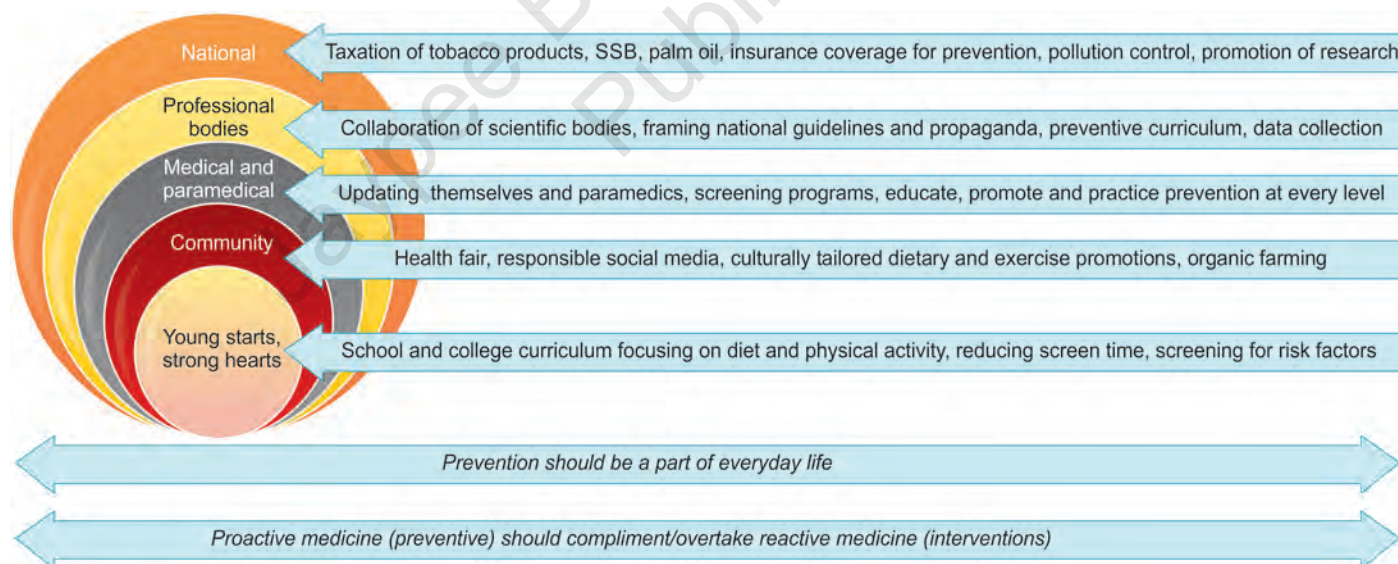 National
Taxation of tobacco products, SSB, palm oil, insurance coverage for prevention, pollution control, promotion of research
Professional
bodies
Collaboration of scientific bodies, framing national guidelines and propaganda, preventive curriculum, data collection
Medical and
paramedical
Updating themselves and paramedics, screening programs, educate, promote and practice prevention at every level
Community
Health fair, responsible social media, culturally tailored dietary and exercise promotions, organic farming
Young starts,
strong hearts
School and college curriculum focusing on diet and physical activity, reducing screen time, screening for risk factors
Prevention should be a part of everyday life
Proactive medicine (preventive) should compliment/overtake reactive medicine (interventions)